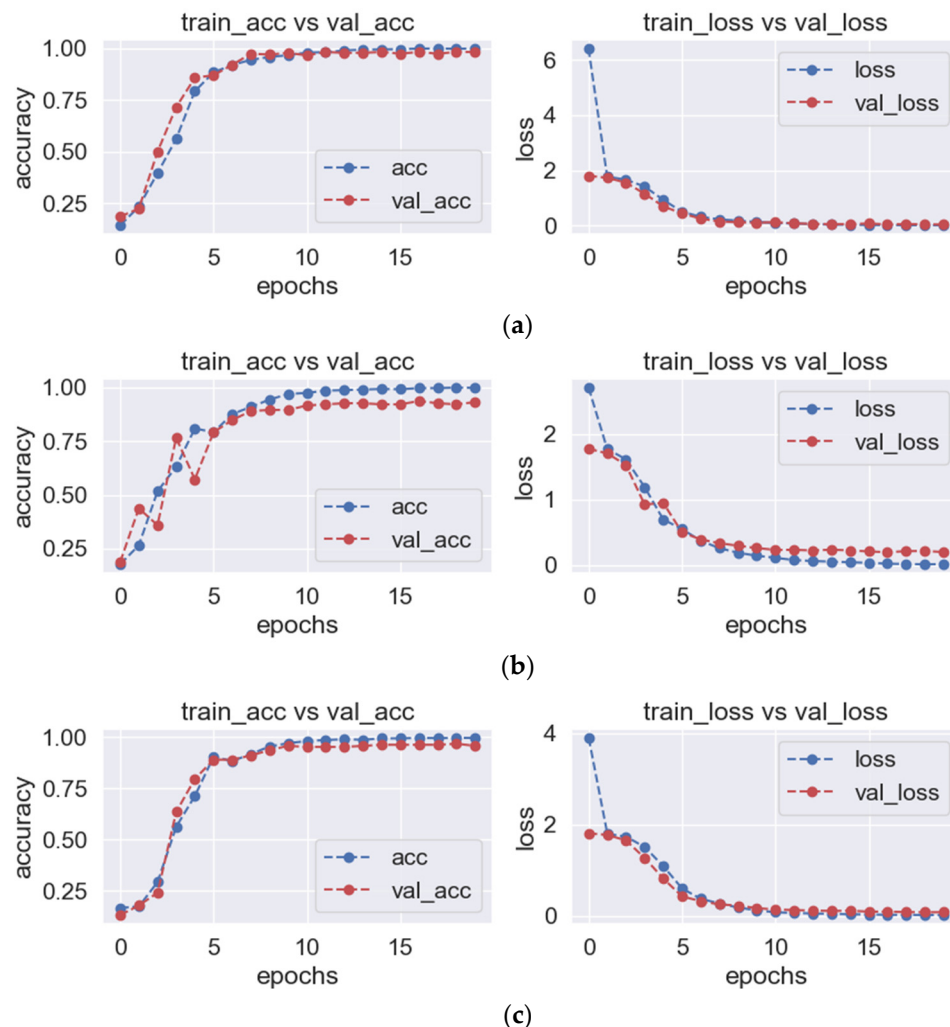 train_acc vs val_acc
1.00
0.75
0.50
0.25
accuracy
acc
val_acc
0
5
10
15
epochs
train_loss vs val_loss
6
4
2
0
loss
loss
val_loss
0
5
10
15
epochs
(a)
train_acc vs val_acc
1.00
0.75
0.50
0.25
accuracy
acc
val_acc
0
5
10
15
epochs
train_loss vs val_loss
2
1
0
loss
loss
val_loss
0
5
10
15
epochs
(b)
train_acc vs val_acc
1.00
0.75
0.50
0.25
accuracy
acc
val_acc
0
5
10
15
epochs
train_loss vs val_loss
4
2
0
loss
loss
val_loss
0
5
10
15
epochs
(c)